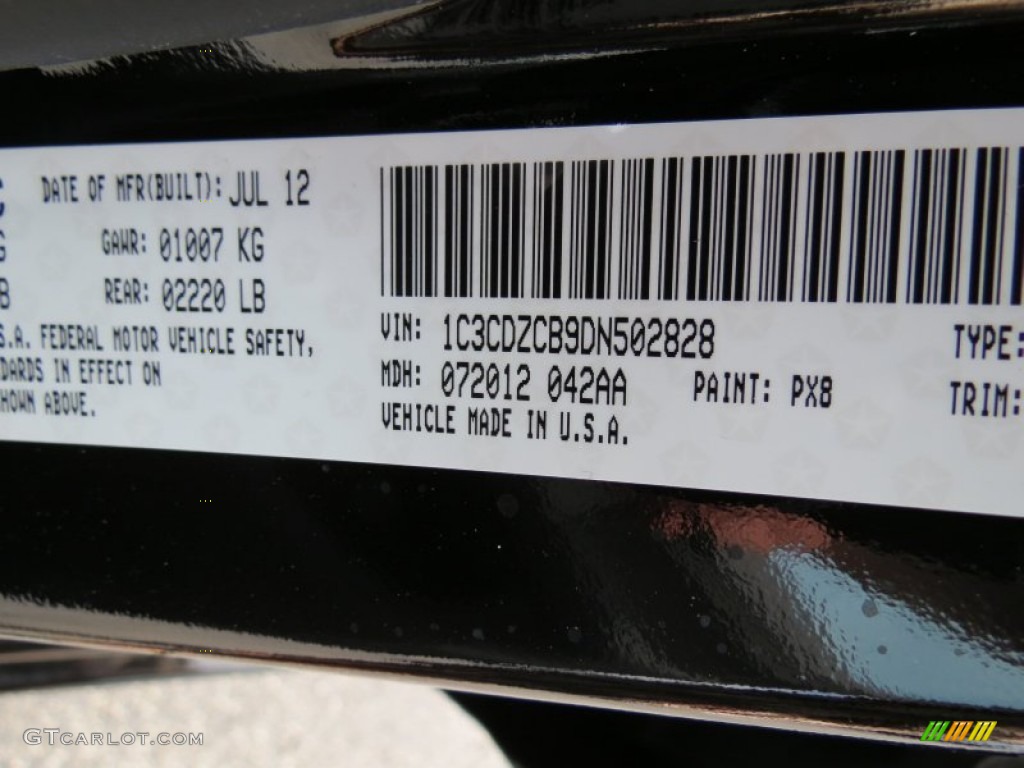 DATE OF MFR(BUILT): JUL 12
GAWR: 01007 KG
B REAR: 02220 LB
S.A. FEDERAL MOTOR VEHICLE SAFETY,
DARDS IN EFFECT ON
HOWN ABOVE.
VIN: 1C3CDZCB9DN502828 TYPE:
MDH: 072012 042AA PAINT: PX8 TRIM:
VEHICLE MADE IN U.S.A.
GTCARLOT.COM